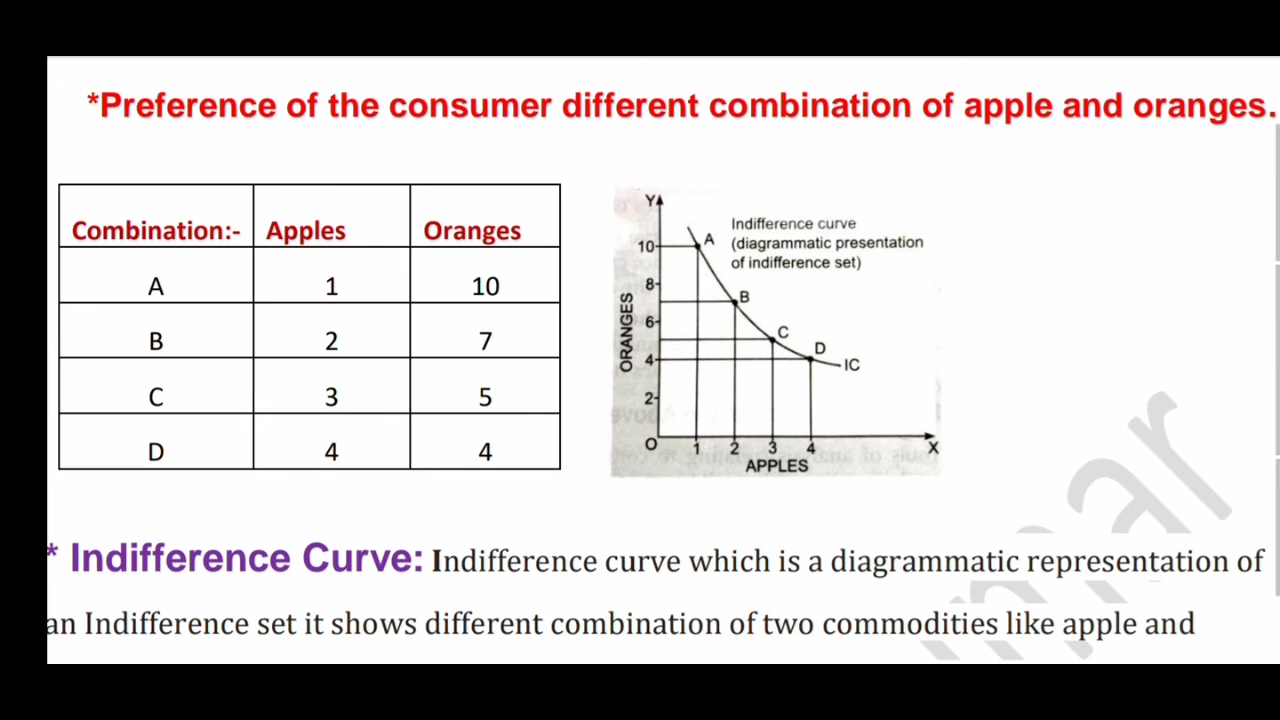 *Preference of the consumer different combination of apple and oranges.
Combination:- Apples Oranges
A 1 10
B 2 7
C 3 5
D 4 4
Y
Indifference curve
(diagrammatic presentation
of indifference set)
10
8
6
4
2
O
ORANGES
A
B
C
D
IC
1 2 3 4 X
APPLES
* Indifference Curve: Indifference curve which is a diagrammatic representation of
an Indifference set it shows different combination of two commodities like apple and
mar